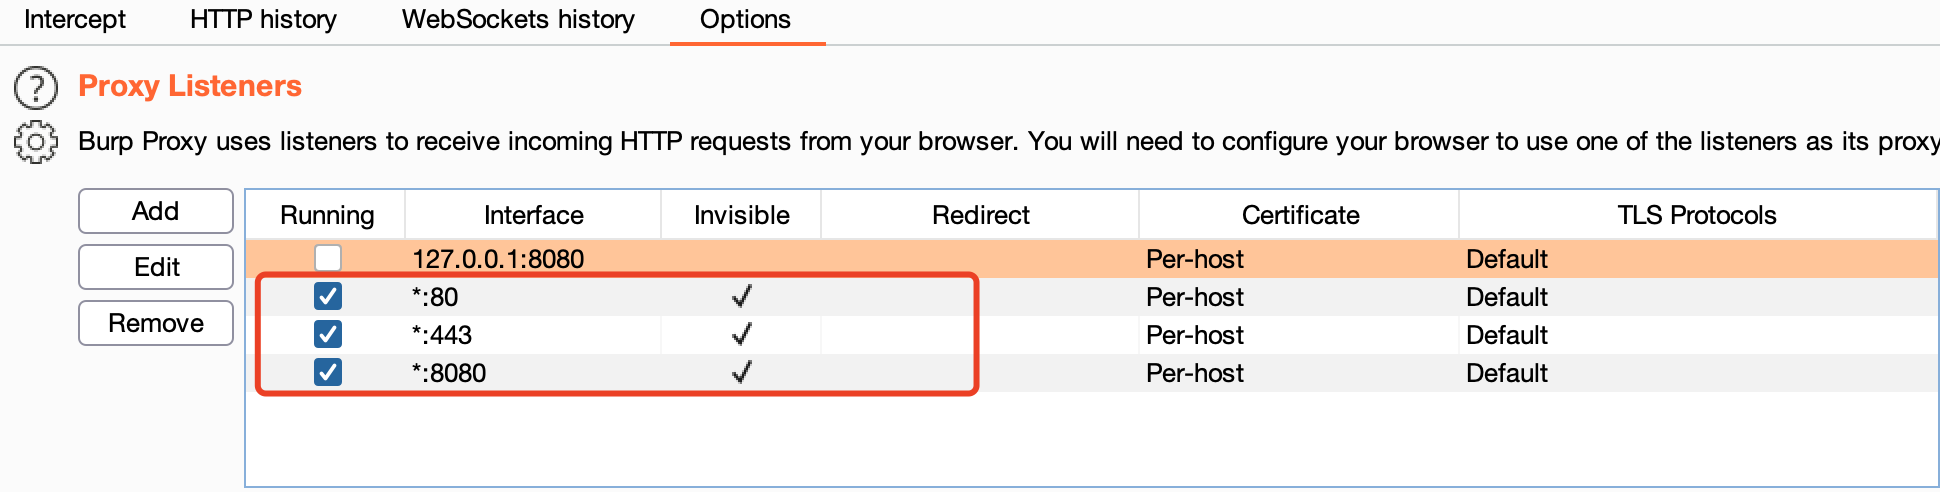 Intercept HTTP history WebSockets history Options
? Proxy Listeners
Burp Proxy uses listeners to receive incoming HTTP requests from your browser. You will need to configure your browser to use one of the listeners as its proxy
Add
Edit
Remove
Running Interface Invisible Redirect Certificate TLS Protocols
127.0.0.1:8080 Per-host Default
*:80 ✓ Per-host Default
*:443 ✓ Per-host Default
*:8080 ✓ Per-host Default